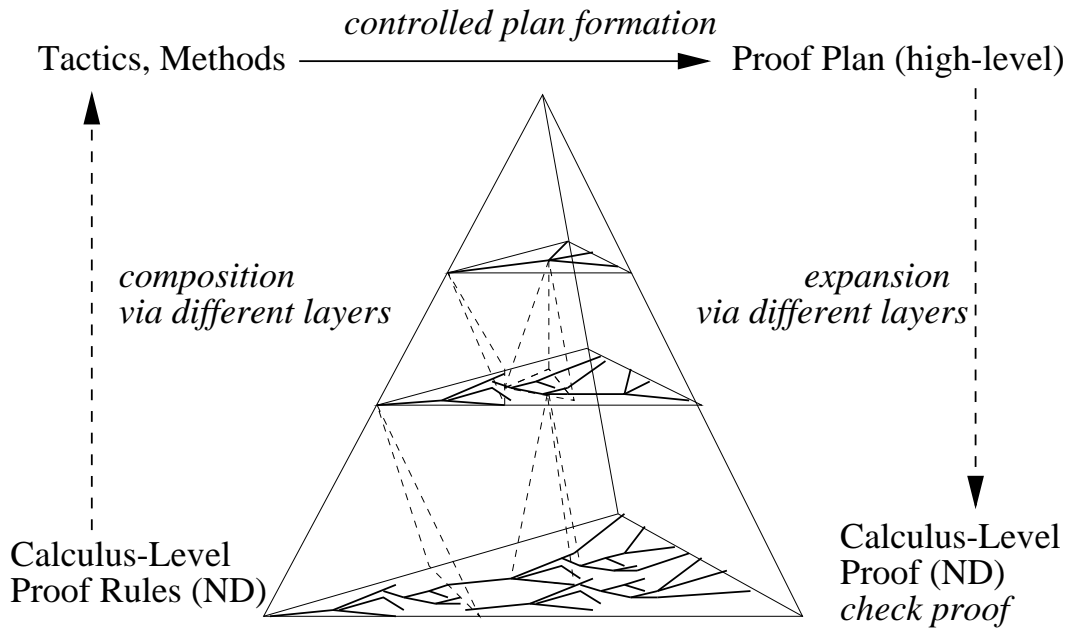 controlled plan formation
Tactics, Methods
Proof Plan (high-level)
composition
via different layers
expansion
via different layers
Calculus-Level
Proof Rules (ND)
Calculus-Level
Proof (ND)
check proof